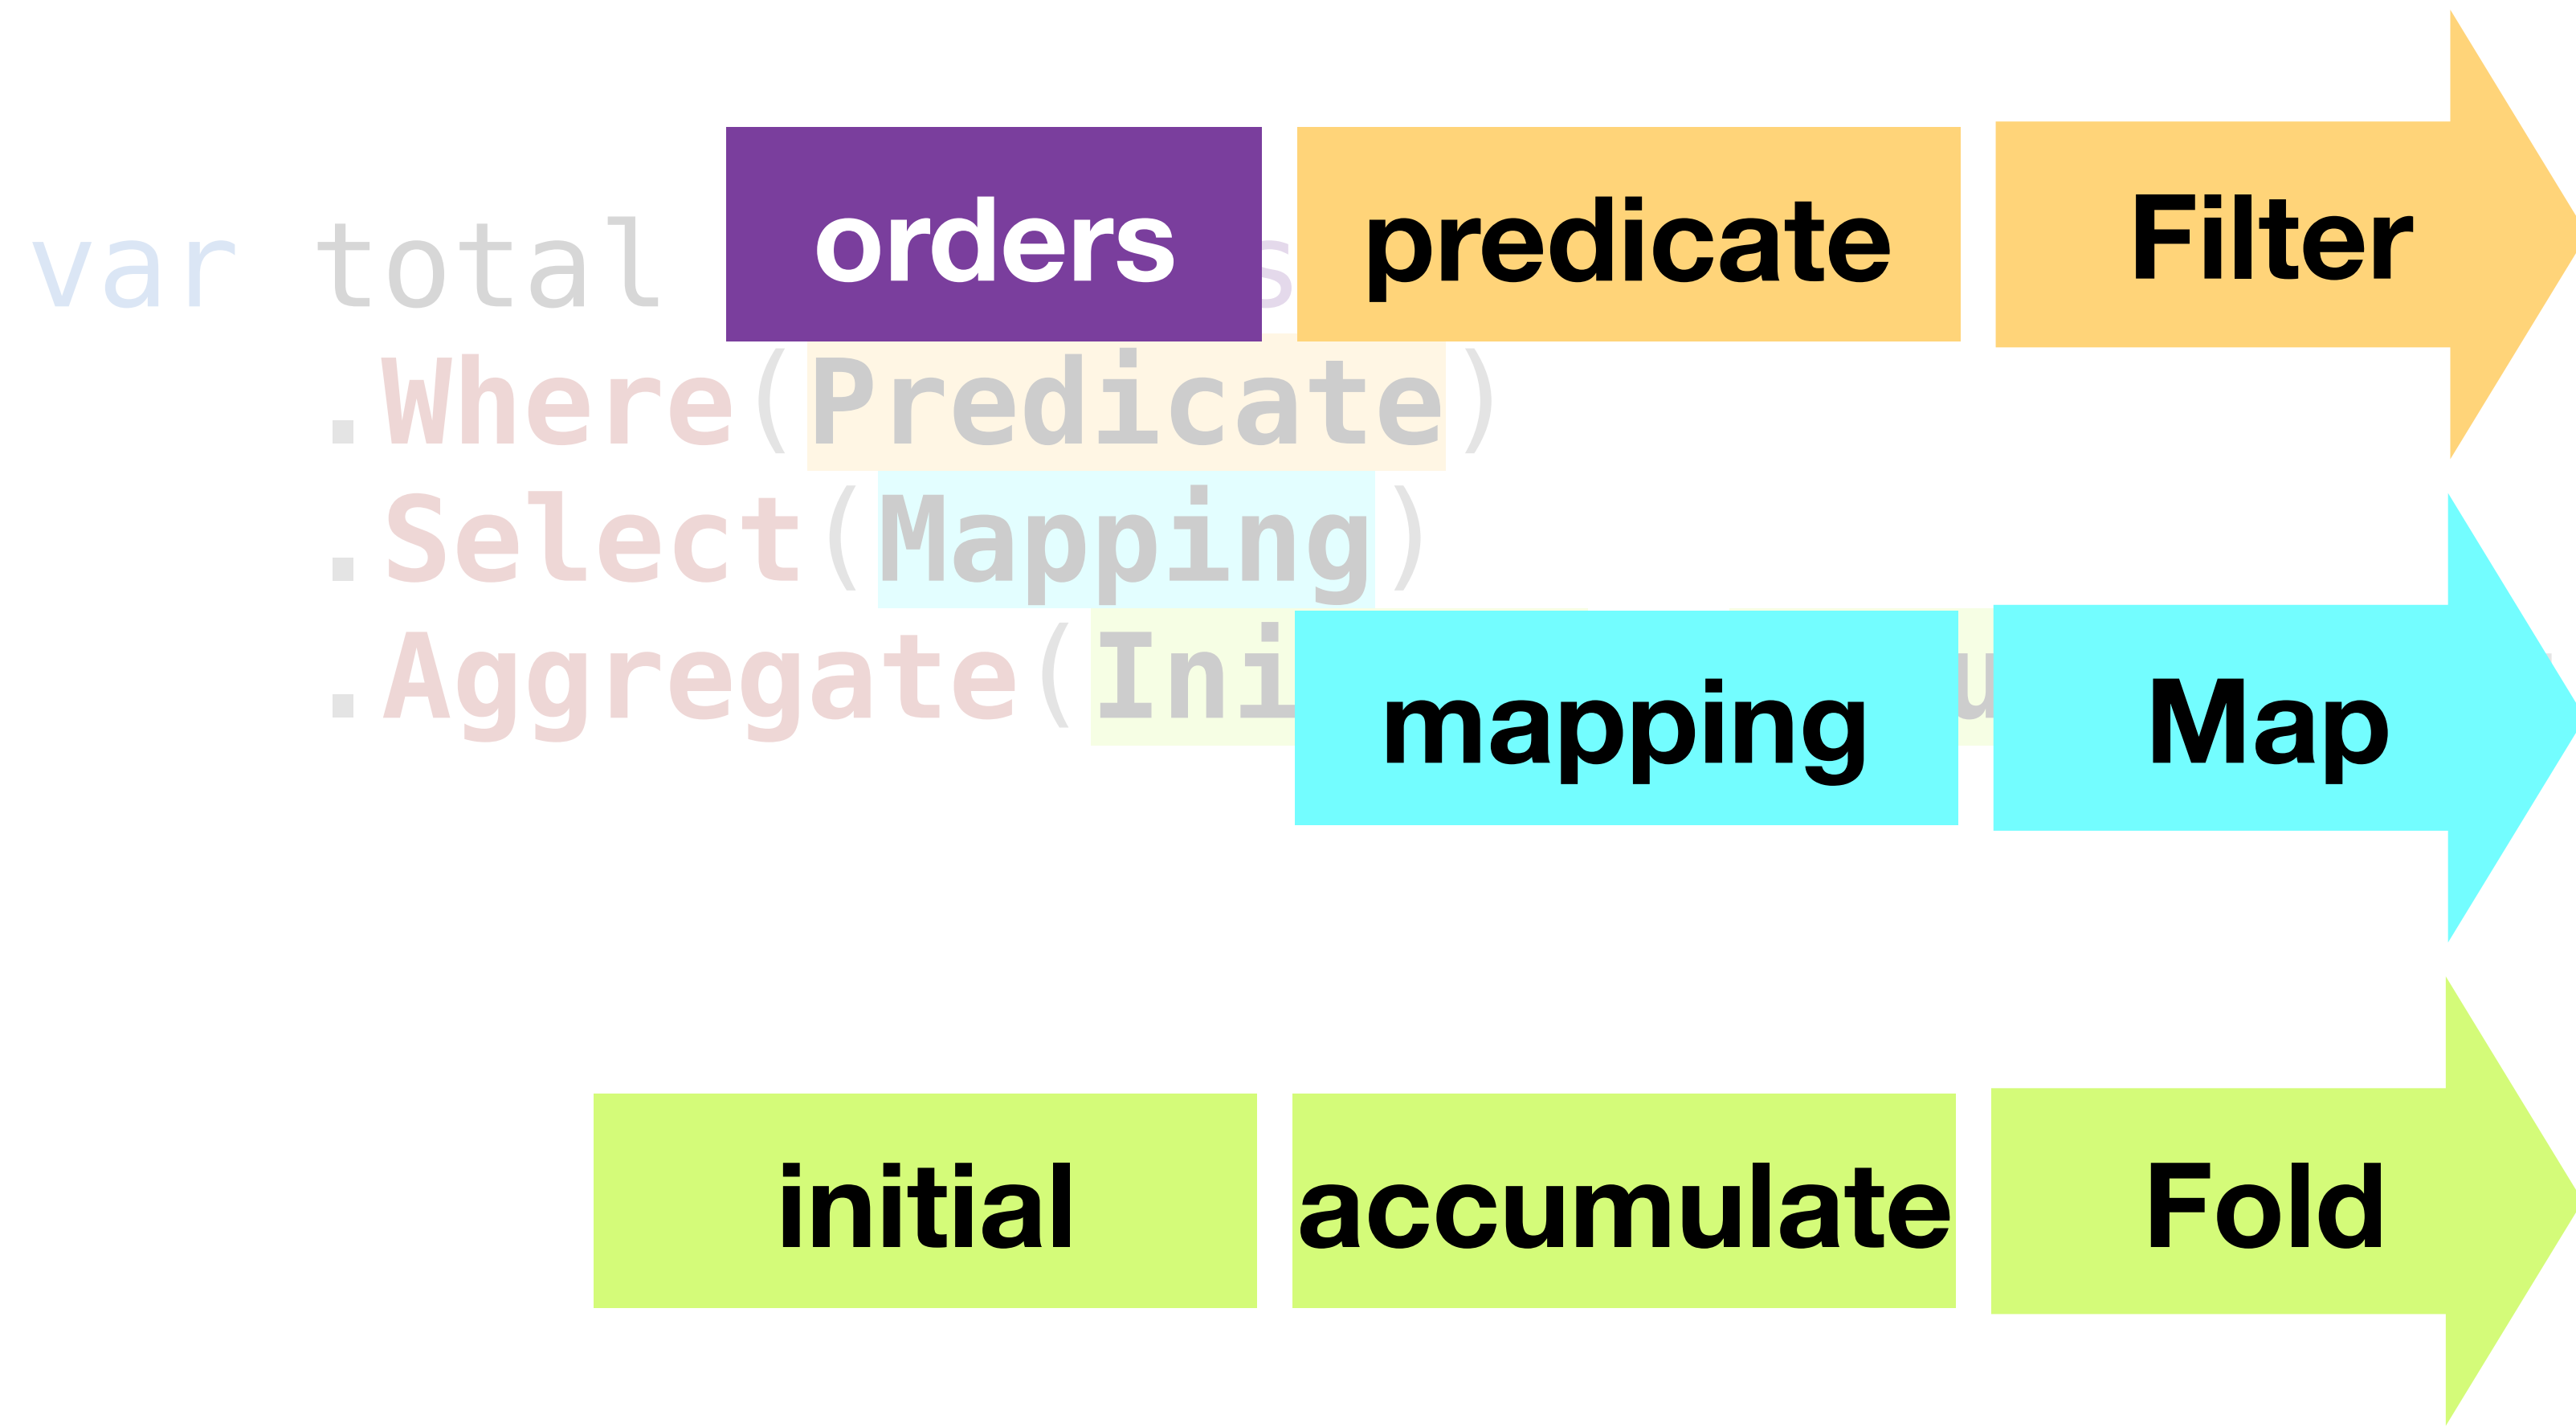 orders predicate Filter
var total s
.Where(Predicate)
.Select(Mapping)
.Aggregate(Ini u
mapping Map
initial accumulate Fold